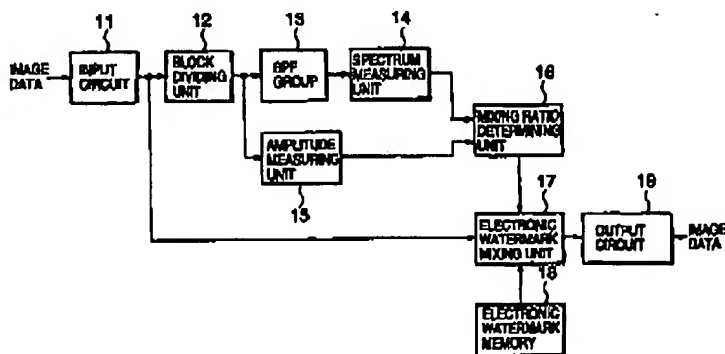 11
12
13
14
IMAGE
DATA
INPUT
CIRCUIT
BLOCK
DIVIDING
UNIT
BPF
GROUP
SPECTRUM
MEASURING
UNIT
16
MIXING RATIO
DETERMINING
UNIT
AMPLITUDE
MEASURING
UNIT
15
17
19
ELECTRONIC
WATERMARK
MIXING UNIT
OUTPUT
CIRCUIT
IMAGE
DATA
18
ELECTRONIC
WATERMARK
MEMORY